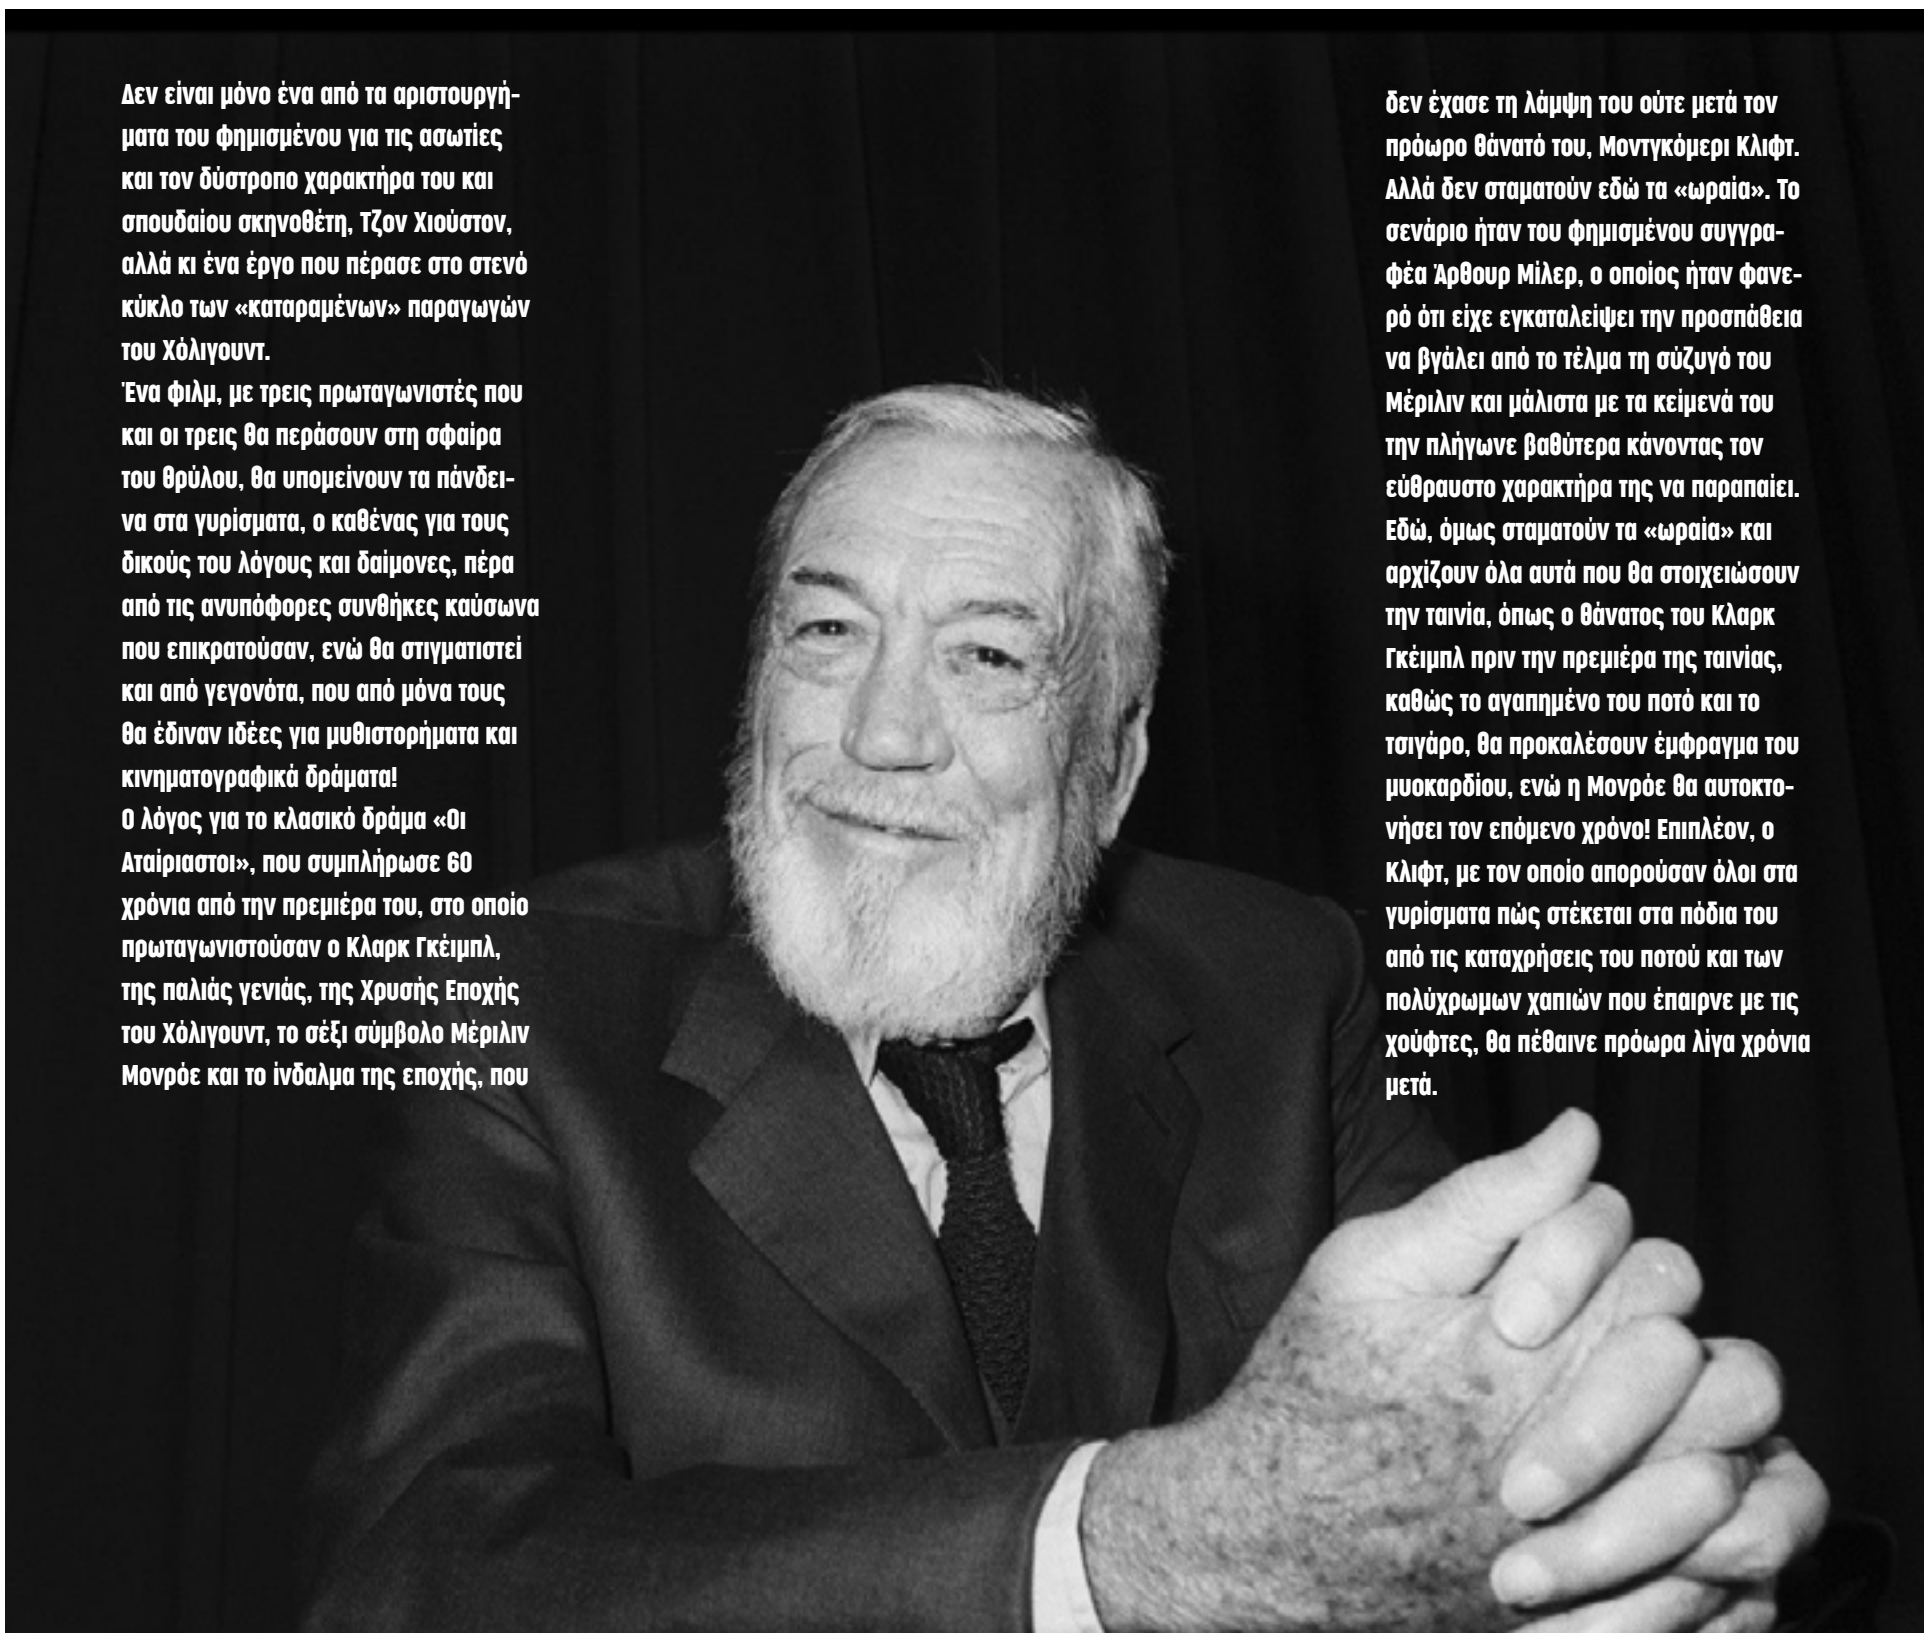 Δεν είναι μόνο ένα από τα αριστουργή-
ματα του φημισμένου για τις ασωτίες
και τον δύστροπο χαρακτήρα του και
σπουδαίου σκηνοθέτη, Τζον Χιούστον,
αλλά κι ένα έργο που πέρασε στο στενό
κύκλο των «καταραμένων» παραγωγών
του Χόλιγουντ.
Ένα φιλμ, με τρεις πρωταγωνιστές που
και οι τρεις θα περάσουν στη σφαίρα
του θρύλου, θα υπομείνουν τα πάνδει-
να στα γυρίσματα, ο καθένας για τους
δικούς του λόγους και δαίμονες, πέρα
από τις ανυπόφορες συνθήκες καύσωνα
που επικρατούσαν, ενώ θα στιγματιστεί
και από γεγονότα, που από μόνα τους
θα έδιναν ιδέες για μυθιστορήματα και
κινηματογραφικά δράματα!
Ο λόγος για το κλασικό δράμα «Οι
Αταίριαστοι», που συμπλήρωσε 60
χρόνια από την πρεμιέρα του, στο οποίο
πρωταγωνιστούσαν ο Κλαρκ Γκέιμπλ,
της παλιάς γενιάς, της Χρυσής Εποχής
του Χόλιγουντ, το σέξι σύμβολο Μέριλιν
Μονρόε και το ίνδαλμα της εποχής, που
δεν έχασε τη λάμψη του ούτε μετά τον
πρόωρο θάνατό του, Μοντγκόμερι Κλιφτ.
Αλλά δεν σταματούν εδώ τα «ωραία». Το
σενάριο ήταν του φημισμένου συγγρα-
φέα Άρθουρ Μίλερ, ο οποίος ήταν φανε-
ρό ότι είχε εγκαταλείψει την προσπάθεια
να βγάλει από το τέλμα τη σύζυγό του
Μέριλιν και μάλιστα με τα κείμενά του
την πλήγωνε βαθύτερα κάνοντας τον
εύθραυστο χαρακτήρα της να παραπαίει.
Εδώ, όμως σταματούν τα «ωραία» και
αρχίζουν όλα αυτά που θα στοιχειώσουν
την ταινία, όπως ο θάνατος του Κλαρκ
Γκέιμπλ πριν την πρεμιέρα της ταινίας,
καθώς το αγαπημένο του ποτό και το
τσιγάρο, θα προκαλέσουν έμφραγμα του
μυοκαρδίου, ενώ η Μονρόε θα αυτοκτο-
νήσει τον επόμενο χρόνο! Επιπλέον, ο
Κλιφτ, με τον οποίο απορούσαν όλοι στα
γυρίσματα πώς στέκεται στα πόδια του
από τις καταχρήσεις του ποτού και των
πολύχρωμων χαπιών που έπαιρνε με τις
χούφτες, θα πέθαινε πρόωρα λίγα χρόνια
μετά.